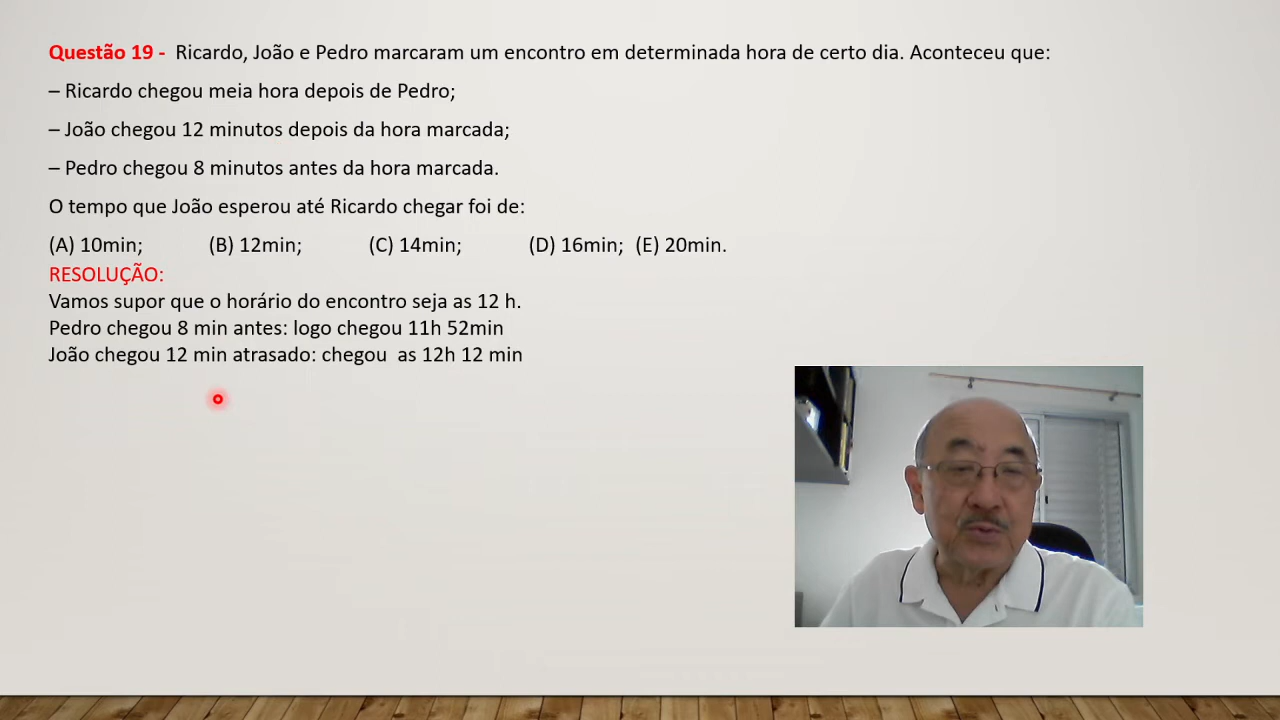 Questão 19 - Ricardo, João e Pedro marcaram um encontro em determinada hora de certo dia. Aconteceu que:
– Ricardo chegou meia hora depois de Pedro;
– João chegou 12 minutos depois da hora marcada;
– Pedro chegou 8 minutos antes da hora marcada.
O tempo que João esperou até Ricardo chegar foi de:
(A) 10min; (B) 12min; (C) 14min; (D) 16min; (E) 20min.
RESOLUÇÃO:
Vamos supor que o horário do encontro seja as 12 h.
Pedro chegou 8 min antes: logo chegou 11h 52min
João chegou 12 min atrasado: chegou as 12h 12 min